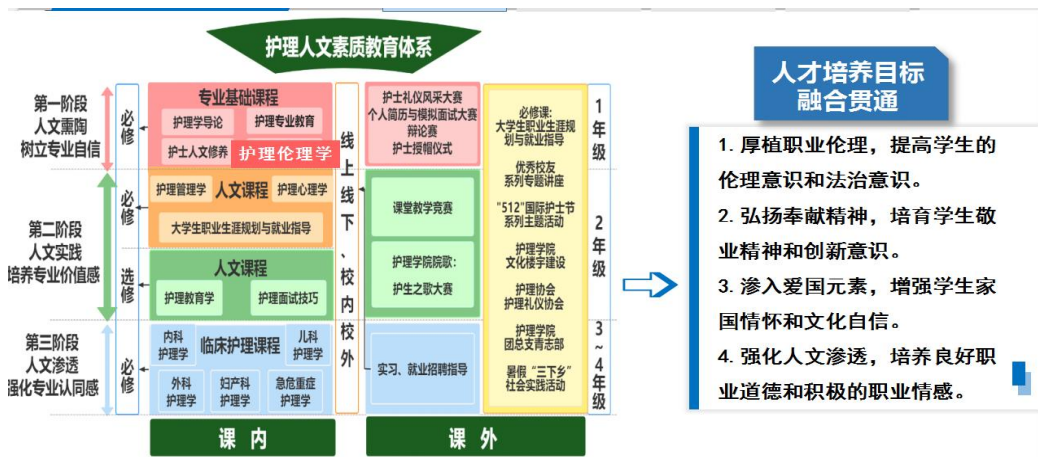 护理人文素质教育体系
第一阶段
人文熏陶
树立专业自信
第二阶段
人文实践
培养专业价值感
第三阶段
人文渗透
强化专业认同感
必修
必修
选修
必修
专业基础课程
护理学导论
护理专业教育
护士人文修养
护理伦理学
护理管理学
人文课程
护理心理学
大学生职业生涯规划与就业指导
人文课程
护理教育学
护理面试技巧
内科
护理学
临床护理课程
儿科
护理学
外科
护理学
妇产科
护理学
急危重症
护理学
线上线下、校内校外
护士礼仪风采大赛
个人简历与模拟面试大赛
辩论赛
护士授帽仪式
课堂教学竞赛
护理学院院歌:
护生之歌大赛
实习、就业招聘指导
必修课:
大学生职业生涯规
划与就业指导
优秀校友
系列专题讲座
"512"国际护士节
系列主题活动
护理学院
文化楼宇建设
护理协会
护理礼仪协会
护理学院
团总支青志部
暑假“三下乡”
社会实践活动
1年级
2年级
3~4年级
课内
课外
人才培养目标
融合贯通
1. 厚植职业伦理，提高学生的
伦理意识和法治意识。
2. 弘扬奉献精神，培育学生敬
业精神和创新意识。
3. 渗入爱国元素，增强学生家
国情怀和文化自信。
4. 强化人文渗透，培养良好职
业道德和积极的职业情感。